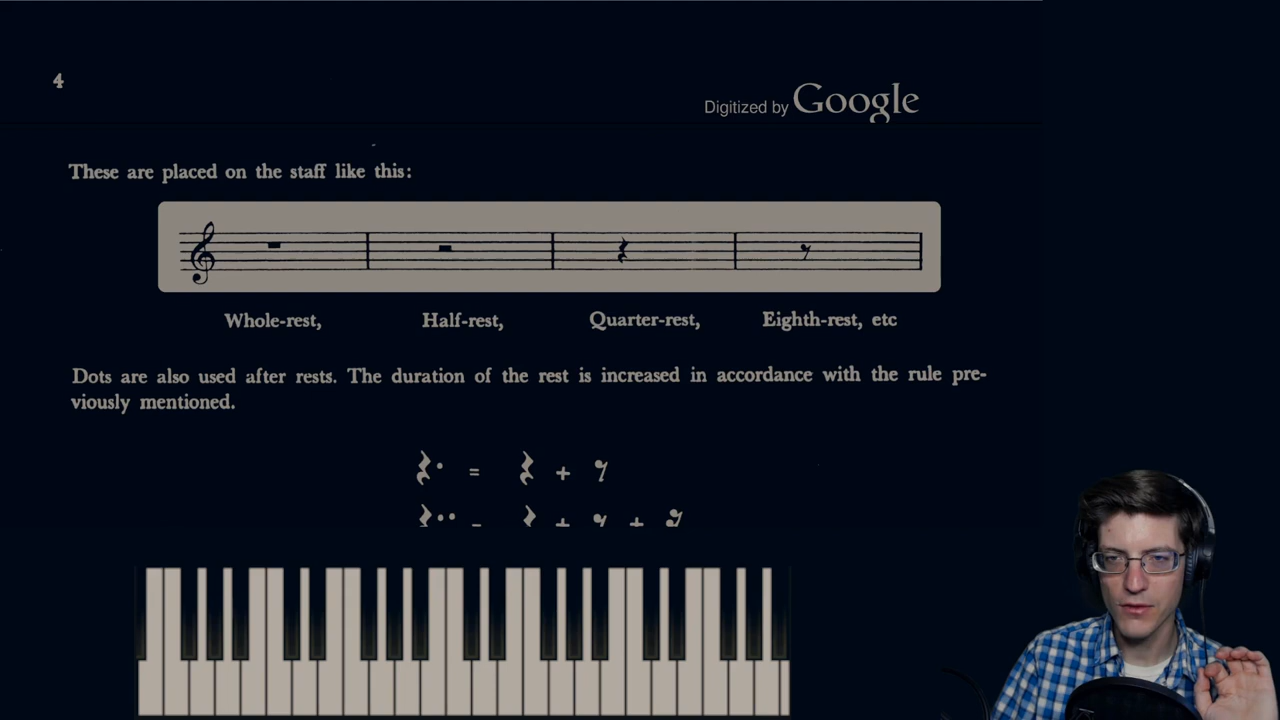 4
Digitized by Google
These are placed on the staff like this:
Whole-rest, Half-rest, Quarter-rest, Eighth-rest, etc
Dots are also used after rests. The duration of the rest is increased in accordance with the rule pre-
viously mentioned.